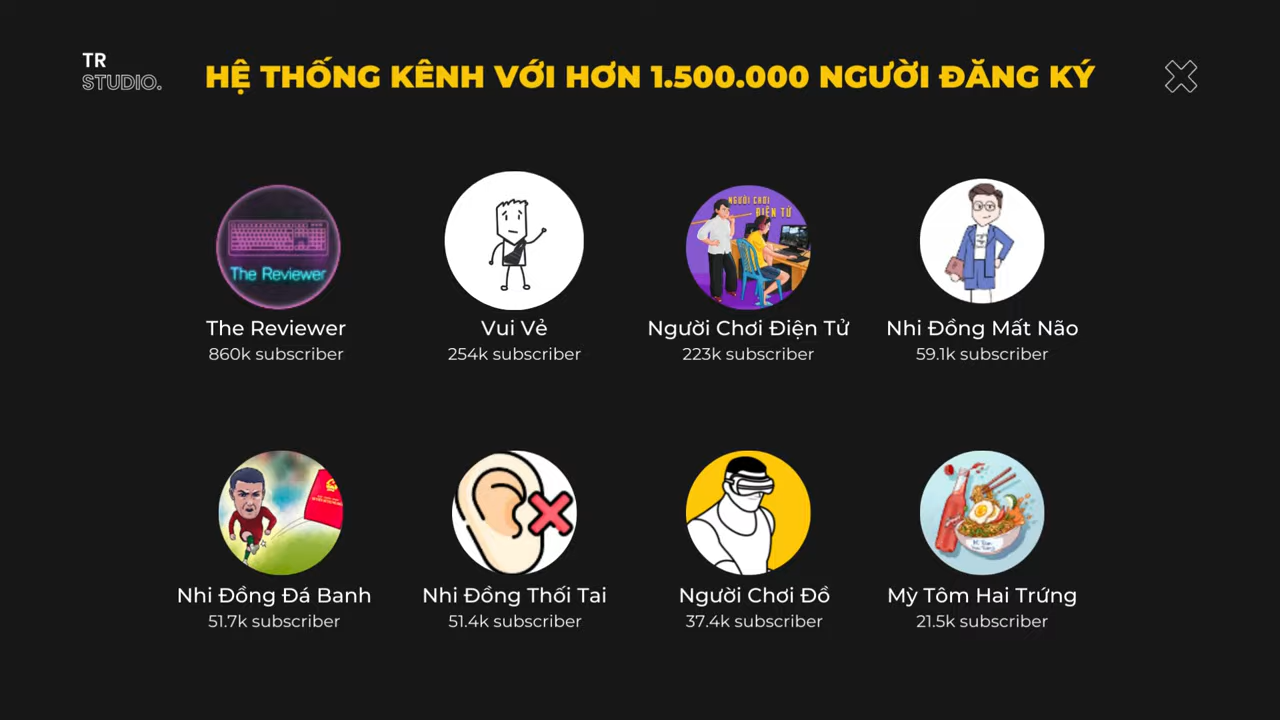 TR
STUDIO.
HỆ THỐNG KÊNH VỚI HƠN 1.500.000 NGƯỜI ĐĂNG KÝ
The Reviewer
NGƯỜI CHƠI
ĐIỆN TỬ
The Reviewer
Vui Vẻ
Người Chơi Điện Tử
Nhi Đồng Mất Não
860k subscriber
254k subscriber
223k subscriber
59.1k subscriber
Nhi Đồng Đá Banh
Nhi Đồng Thối Tai
Người Chơi Đồ
Mỳ Tôm Hai Trứng
51.7k subscriber
51.4k subscriber
37.4k subscriber
21.5k subscriber